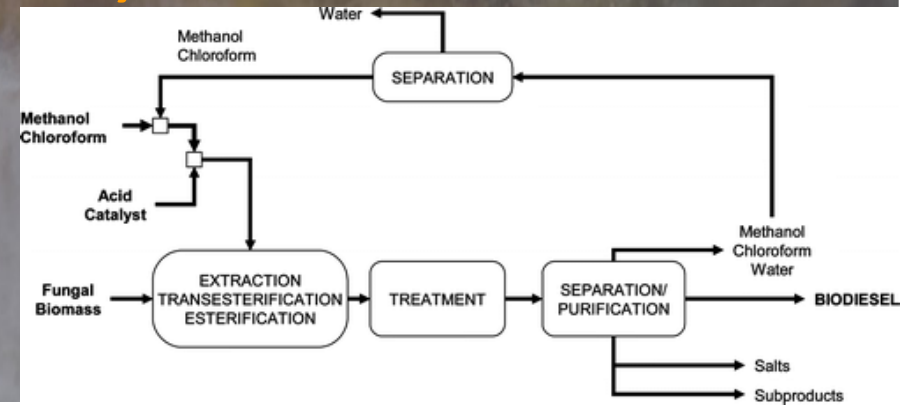 Water
Methanol
Chloroform
SEPARATION
Methanol
Chloroform
Acid
Catalyst
Methanol
Chloroform
Water
Fungal
Biomass
EXTRACTION
TRANSESTERIFICATION
ESTERIFICATION
TREATMENT
SEPARATION/
PURIFICATION
BIODIESEL
Salts
Subproducts